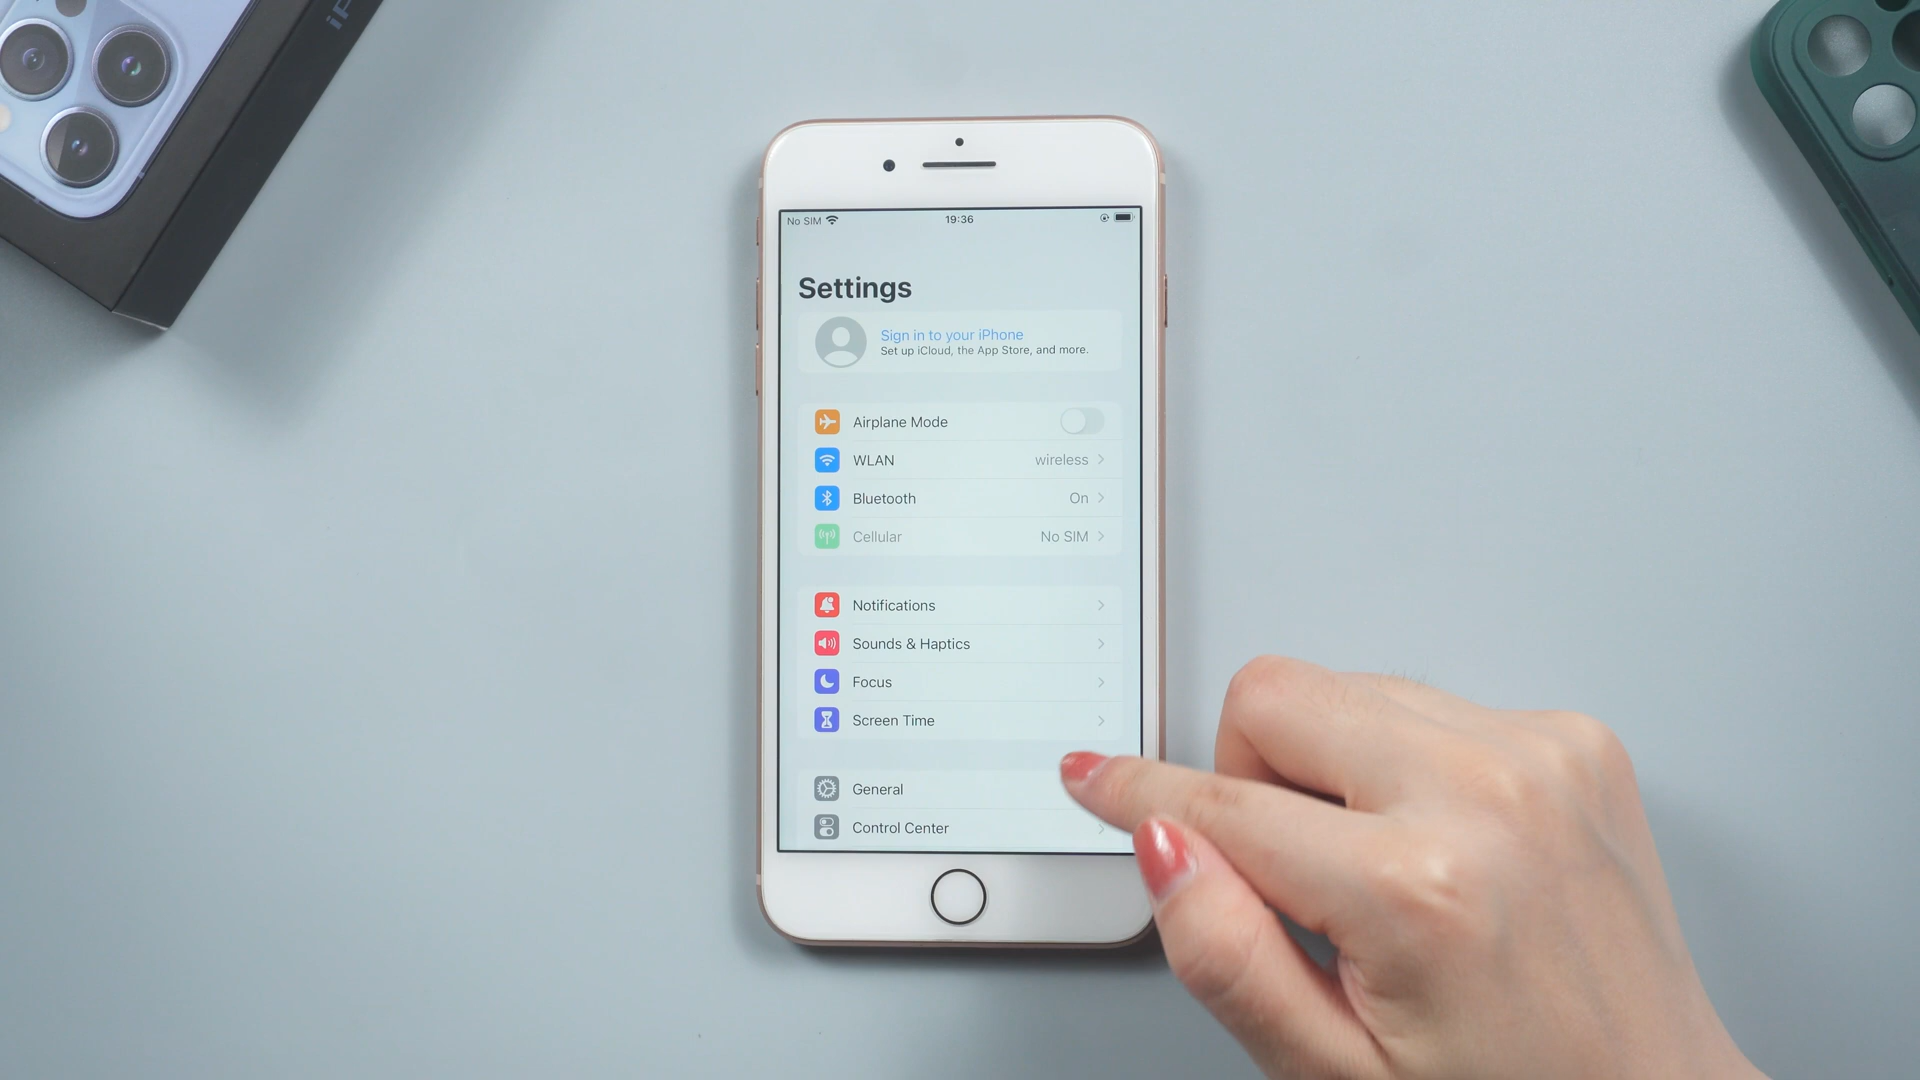 iP
No SIM 19:36
Settings
Sign in to your iPhone
Set up iCloud, the App Store, and more.
Airplane Mode
WLAN wireless
Bluetooth On
Cellular No SIM
Notifications
Sounds & Haptics
Focus
Screen Time
General
Control Center